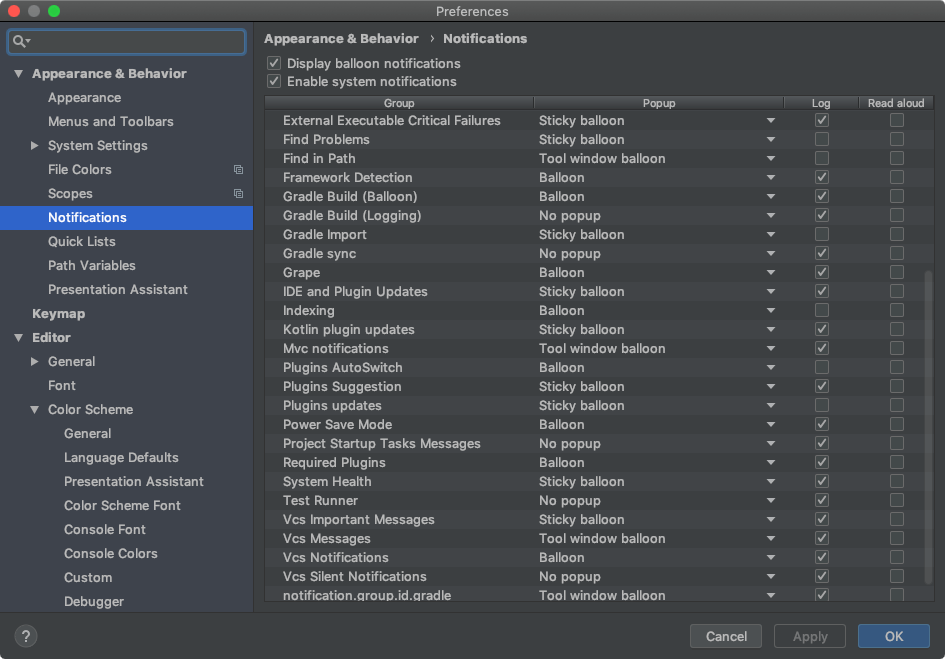 Preferences
Appearance & Behavior › Notifications
Display balloon notifications
Enable system notifications
Appearance & Behavior
Appearance
Menus and Toolbars
System Settings
File Colors
Scopes
Notifications
Quick Lists
Path Variables
Presentation Assistant
Keymap
Editor
General
Font
Color Scheme
General
Language Defaults
Presentation Assistant
Color Scheme Font
Console Font
Console Colors
Custom
Debugger
Group Popup Log Read aloud
External Executable Critical Failures Sticky balloon
Find Problems Sticky balloon
Find in Path Tool window balloon
Framework Detection Balloon
Gradle Build (Balloon) Balloon
Gradle Build (Logging) No popup
Gradle Import Sticky balloon
Gradle sync No popup
Grape Balloon
IDE and Plugin Updates Sticky balloon
Indexing Balloon
Kotlin plugin updates Sticky balloon
Mvc notifications Tool window balloon
Plugins AutoSwitch Balloon
Plugins Suggestion Sticky balloon
Plugins updates Sticky balloon
Power Save Mode Balloon
Project Startup Tasks Messages No popup
Required Plugins Balloon
System Health Sticky balloon
Test Runner No popup
Vcs Important Messages Sticky balloon
Vcs Messages Tool window balloon
Vcs Notifications Balloon
Vcs Silent Notifications No popup
notification.group.id.gradle Tool window balloon
? Cancel Apply OK